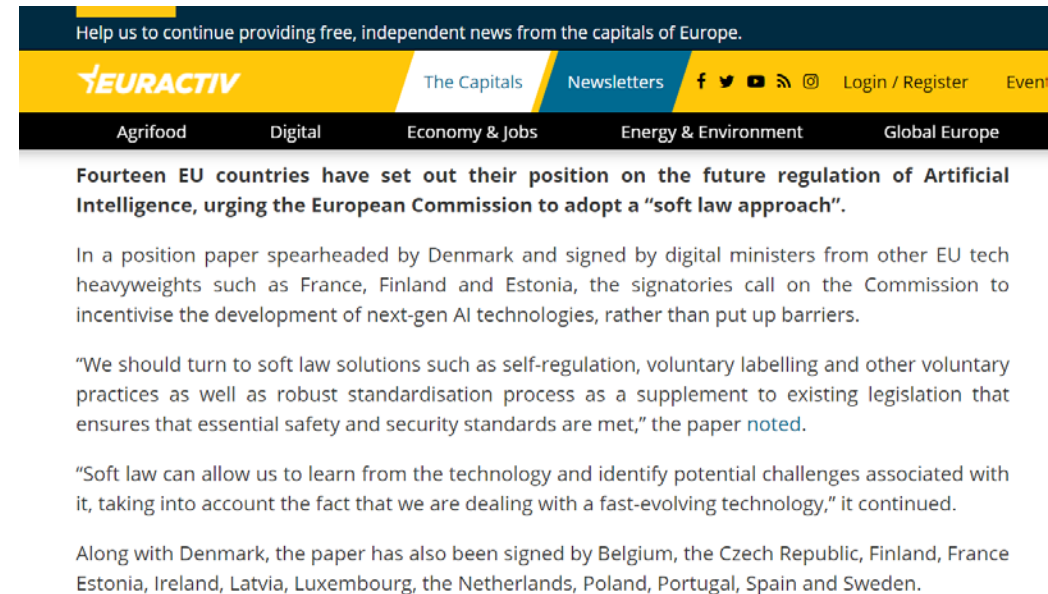 Help us to continue providing free, independent news from the capitals of Europe.
EURACTIV The Capitals Newsletters Login / Register Event
Agrifood Digital Economy & Jobs Energy & Environment Global Europe
Fourteen EU countries have set out their position on the future regulation of Artificial
Intelligence, urging the European Commission to adopt a “soft law approach”.
In a position paper spearheaded by Denmark and signed by digital ministers from other EU tech
heavyweights such as France, Finland and Estonia, the signatories call on the Commission to
incentivise the development of next-gen AI technologies, rather than put up barriers.
“We should turn to soft law solutions such as self-regulation, voluntary labelling and other voluntary
practices as well as robust standardisation process as a supplement to existing legislation that
ensures that essential safety and security standards are met,” the paper noted.
“Soft law can allow us to learn from the technology and identify potential challenges associated with
it, taking into account the fact that we are dealing with a fast-evolving technology,” it continued.
Along with Denmark, the paper has also been signed by Belgium, the Czech Republic, Finland, France
Estonia, Ireland, Latvia, Luxembourg, the Netherlands, Poland, Portugal, Spain and Sweden.